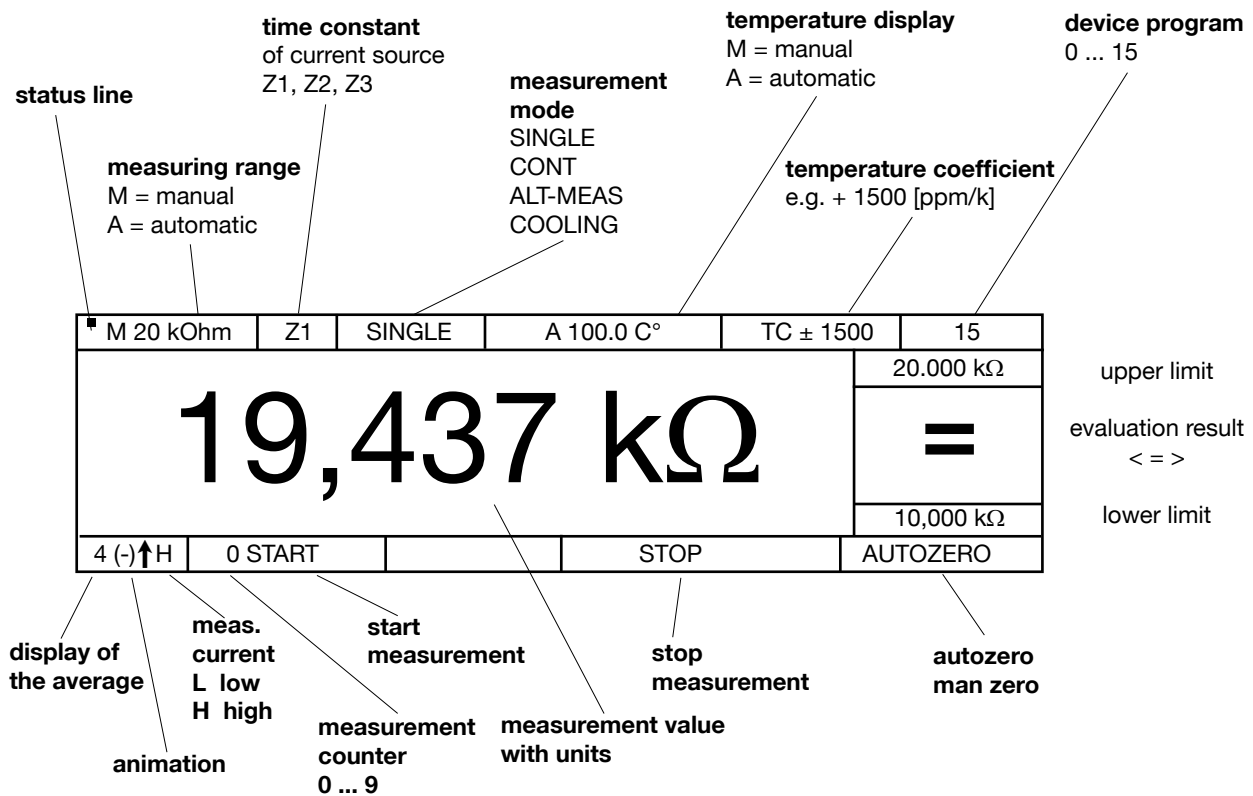 time constant
of current source
Z1, Z2, Z3
temperature display
M = manual
A = automatic
device program
0 ... 15
status line
measurement
mode
SINGLE
CONT
ALT-MEAS
COOLING
measuring range
M = manual
A = automatic
temperature coefficient
e.g. + 1500 [ppm/k]
M 20 kOhm
Z1
SINGLE
A 100.0 C°
TC ± 1500
15
20.000 kΩ
upper limit
19,437 kΩ
=
evaluation result
< = >
10,000 kΩ
lower limit
4 (-)↑H
0 START
STOP
AUTOZERO
display of
the average
meas.
current
L low
H high
start
measurement
stop
measurement
autozero
man zero
animation
measurement
counter
0 ... 9
measurement value
with units